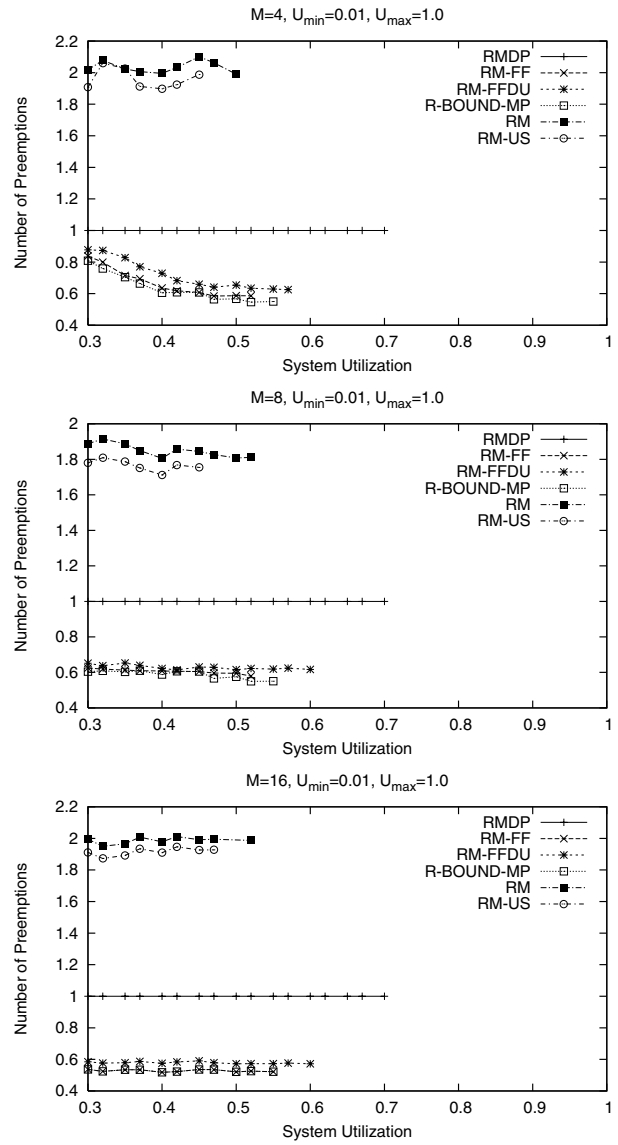 M=4, Umin=0.01, Umax=1.0
2.2
2
1.8
1.6
1.4
1.2
1
0.8
0.6
0.4
Number of Preemptions
RMDP
RM-FF
RM-FFDU
R-BOUND-MP
RM
RM-US
0.3 0.4 0.5 0.6 0.7 0.8 0.9 1
System Utilization
M=8, Umin=0.01, Umax=1.0
2
1.8
1.6
1.4
1.2
1
0.8
0.6
0.4
Number of Preemptions
RMDP
RM-FF
RM-FFDU
R-BOUND-MP
RM
RM-US
0.3 0.4 0.5 0.6 0.7 0.8 0.9 1
System Utilization
M=16, Umin=0.01, Umax=1.0
2.2
2
1.8
1.6
1.4
1.2
1
0.8
0.6
0.4
Number of Preemptions
RMDP
RM-FF
RM-FFDU
R-BOUND-MP
RM
RM-US
0.3 0.4 0.5 0.6 0.7 0.8 0.9 1
System Utilization